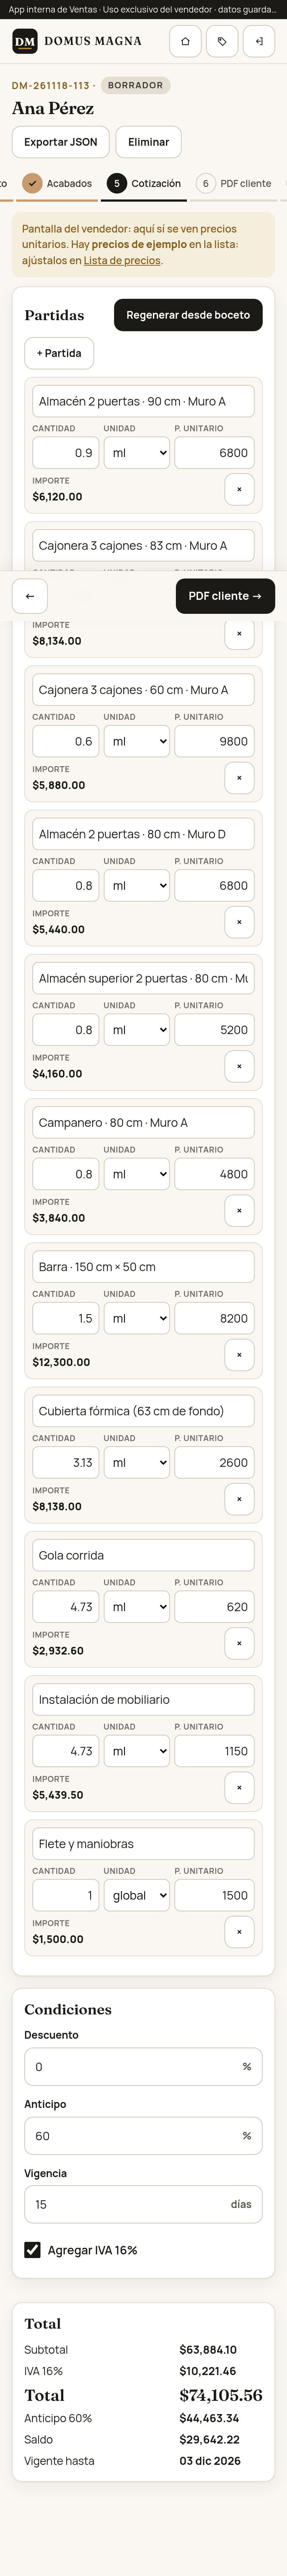 App interna de Ventas · Uso exclusivo del vendedor · datos guarda…
DM DOMUS MAGNA
DM-261118-113 · BORRADOR
Ana Pérez
Exportar JSON Eliminar
to ✓ Acabados 5 Cotización 6 PDF cliente
Pantalla del vendedor: aquí sí se ven precios
unitarios. Hay precios de ejemplo en la lista:
ajústalos en Lista de precios.
Partidas Regenerar desde boceto
+ Partida
Almacén 2 puertas · 90 cm · Muro A
CANTIDAD UNIDAD P. UNITARIO
0.9 ml 6800
IMPORTE
$6,120.00 ×
Cajonera 3 cajones · 83 cm · Muro A
← PDF cliente →
IMPORTE
$8,134.00 ×
Cajonera 3 cajones · 60 cm · Muro A
CANTIDAD UNIDAD P. UNITARIO
0.6 ml 9800
IMPORTE
$5,880.00 ×
Almacén 2 puertas · 80 cm · Muro D
CANTIDAD UNIDAD P. UNITARIO
0.8 ml 6800
IMPORTE
$5,440.00 ×
Almacén superior 2 puertas · 80 cm · Mu
CANTIDAD UNIDAD P. UNITARIO
0.8 ml 5200
IMPORTE
$4,160.00 ×
Campanero · 80 cm · Muro A
CANTIDAD UNIDAD P. UNITARIO
0.8 ml 4800
IMPORTE
$3,840.00 ×
Barra · 150 cm × 50 cm
CANTIDAD UNIDAD P. UNITARIO
1.5 ml 8200
IMPORTE
$12,300.00 ×
Cubierta fórmica (63 cm de fondo)
CANTIDAD UNIDAD P. UNITARIO
3.13 ml 2600
IMPORTE
$8,138.00 ×
Gola corrida
CANTIDAD UNIDAD P. UNITARIO
4.73 ml 620
IMPORTE
$2,932.60 ×
Instalación de mobiliario
CANTIDAD UNIDAD P. UNITARIO
4.73 ml 1150
IMPORTE
$5,439.50 ×
Flete y maniobras
CANTIDAD UNIDAD P. UNITARIO
1 global 1500
IMPORTE
$1,500.00 ×
Condiciones
Descuento
0 %
Anticipo
60 %
Vigencia
15 días
Agregar IVA 16%
Total
Subtotal $63,884.10
IVA 16% $10,221.46
Total $74,105.56
Anticipo 60% $44,463.34
Saldo $29,642.22
Vigente hasta 03 dic 2026